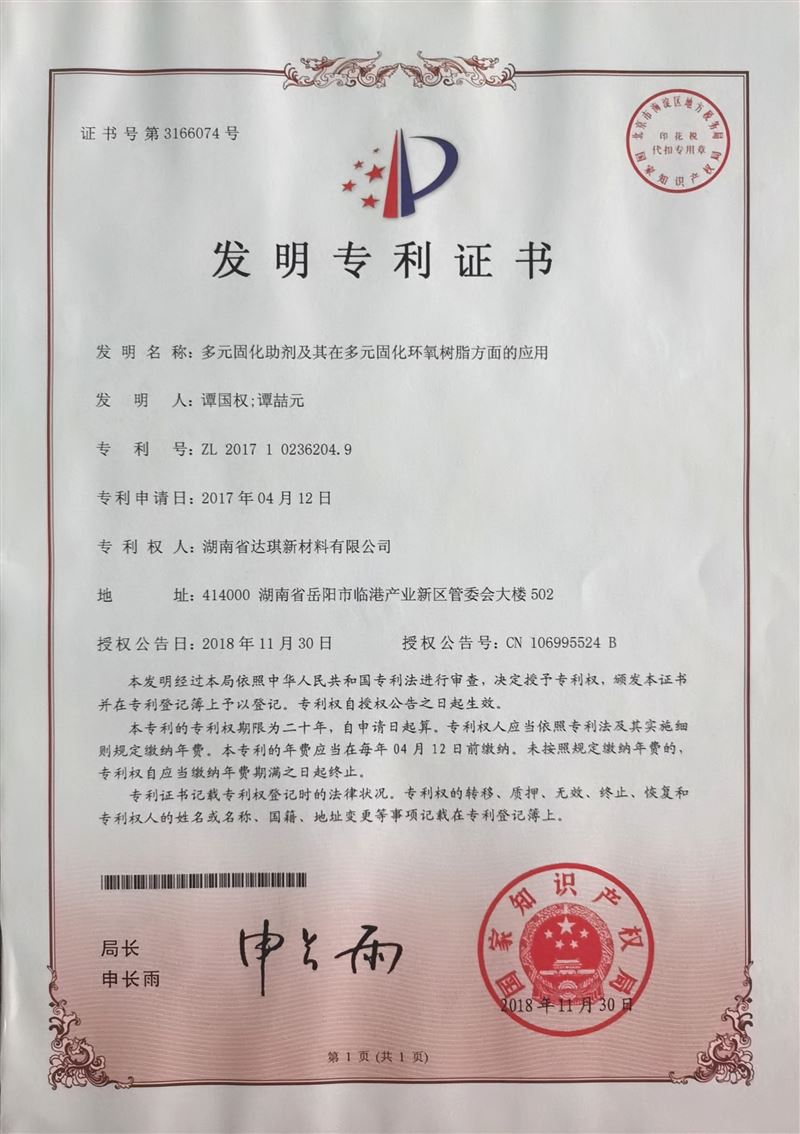 证书号第3166074号
北京市海淀区地方税务局
印花税
代扣专用章
国家知识产权局
发明专利证书
发明名称：多元固化助剂及其在多元固化环氧树脂方面的应用
发明人：谭国权;谭喆元
专利号：ZL 2017 1 0236204.9
专利申请日：2017年04月12日
专利权人：湖南省达琪新材料有限公司
地址：414000 湖南省岳阳市临港产业新区管委会大楼502
授权公告日：2018年11月30日 授权公告号：CN 106995524 B
本发明经过本局依照中华人民共和国专利法进行审查，决定授予专利权，颁发本证书
并在专利登记簿上予以登记。专利权自授权公告之日起生效。
本专利的专利权期限为二十年，自申请日起算。专利权人应当依照专利法及其实施细
则规定缴纳年费。本专利的年费应当在每年04月12日前缴纳。未按照规定缴纳年费的，
专利权自应当缴纳年费期满之日起终止。
专利证书记载专利权登记时的法律状况。专利权的转移、质押、无效、终止、恢复和
专利权人的姓名或名称、国籍、地址变更等事项记载在专利登记簿上。
局长
申长雨
申长雨
国家知识产权局
2018年11月30日
第1页(共1页)